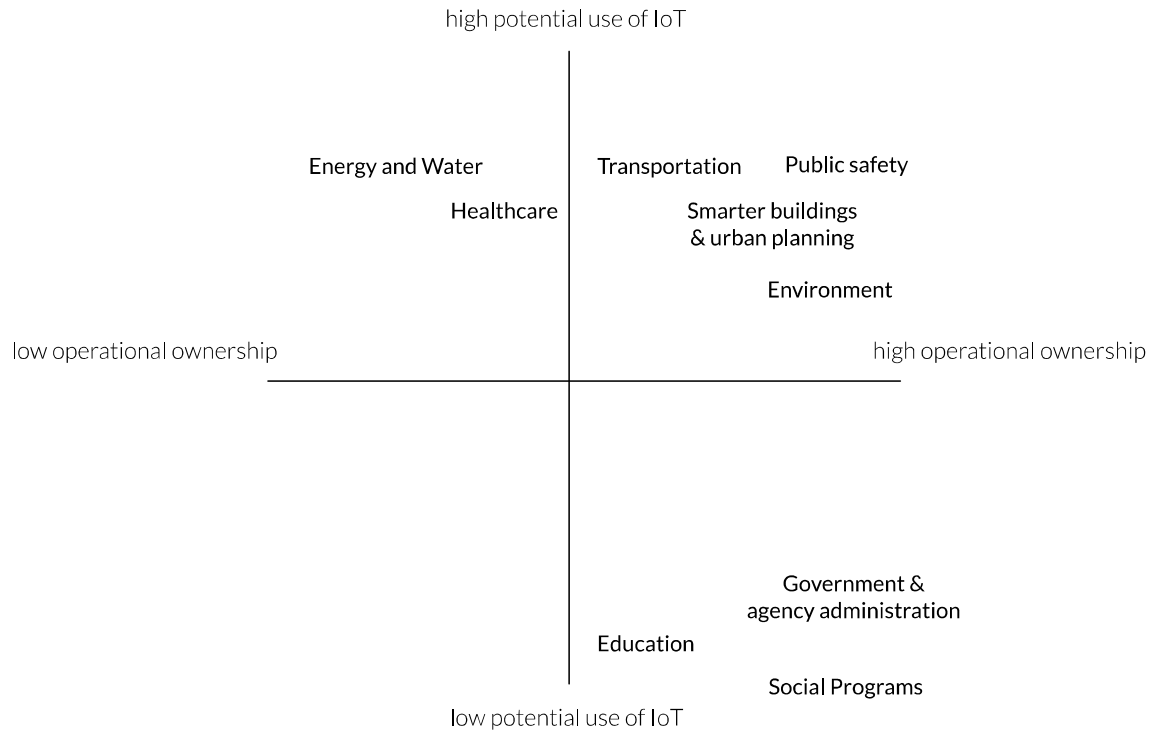 high potential use of IoT
Energy and Water
Transportation
Public safety
Healthcare
Smarter buildings
& urban planning
Environment
low operational ownership
high operational ownership
Government &
agency administration
Education
Social Programs
low potential use of IoT